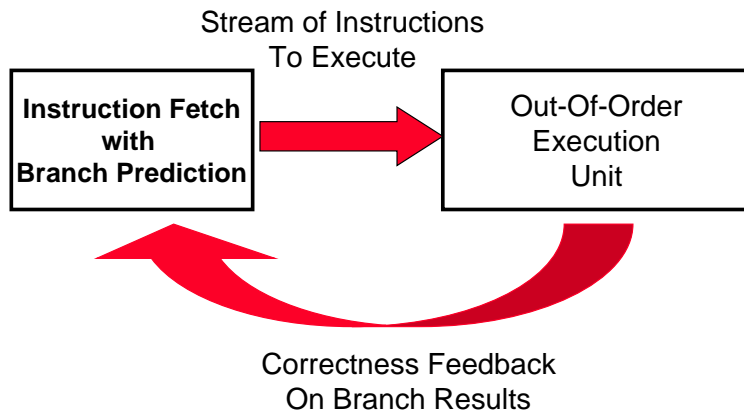 Stream of Instructions
To Execute
Instruction Fetch
with
Branch Prediction
Out-Of-Order
Execution
Unit
Correctness Feedback
On Branch Results